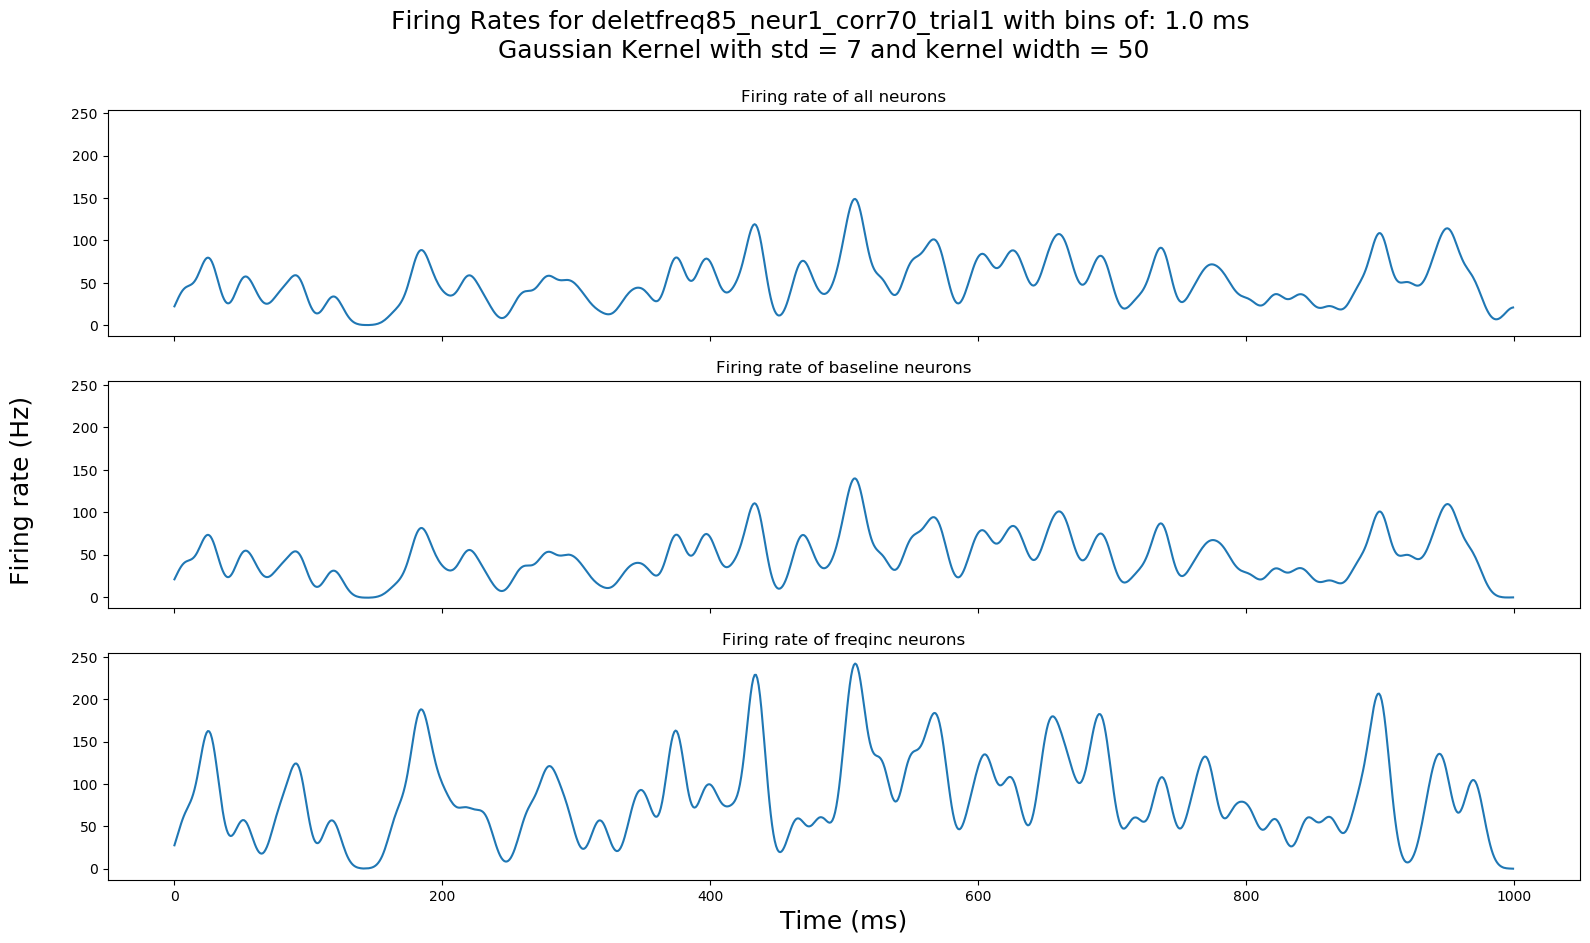 Firing Rates for deletfreq85_neur1_corr70_trial1 with bins of: 1.0 ms
Gaussian Kernel with std = 7 and kernel width = 50
Firing rate of all neurons
250
200
150
100
50
0
Firing rate of baseline neurons
250
200
150
100
50
0
Firing rate (Hz)
Firing rate of freqinc neurons
250
200
150
100
50
0
0 200 400 600 800 1000
Time (ms)